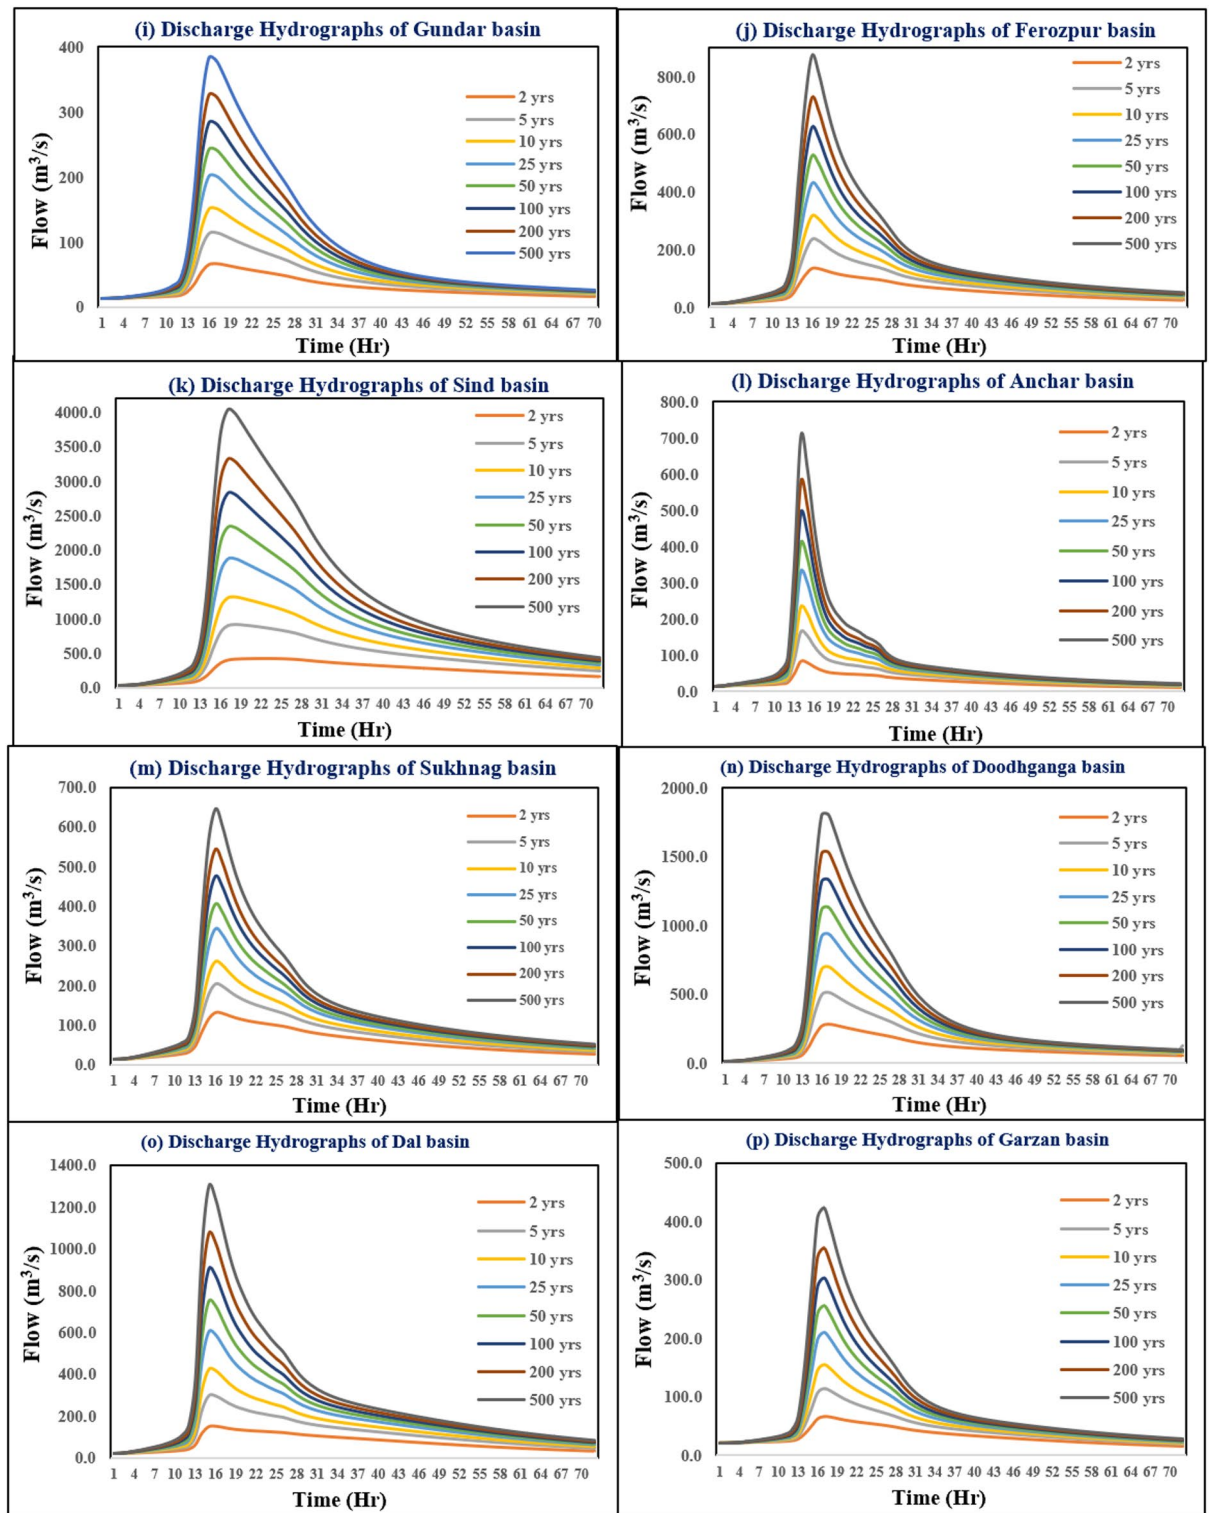 (i) Discharge Hydrographs of Gundar basin
400
300
200
100
0
Flow (m³/s)
2 yrs
5 yrs
10 yrs
25 yrs
50 yrs
100 yrs
200 yrs
500 yrs
1 4 7 10 13 16 19 22 25 28 31 34 37 40 43 46 49 52 55 58 61 64 67 70
Time (Hr)
(j) Discharge Hydrographs of Ferozpur basin
800.0
600.0
400.0
200.0
0.0
Flow (m³/s)
2 yrs
5 yrs
10 yrs
25 yrs
50 yrs
100 yrs
200 yrs
500 yrs
1 4 7 10 13 16 19 22 25 28 31 34 37 40 43 46 49 52 55 58 61 64 67 70
Time (Hr)
(k) Discharge Hydrographs of Sind basin
4000.0
3500.0
3000.0
2500.0
2000.0
1500.0
1000.0
500.0
0.0
Flow (m³/s)
2 yrs
5 yrs
10 yrs
25 yrs
50 yrs
100 yrs
200 yrs
500 yrs
1 4 7 10 13 16 19 22 25 28 31 34 37 40 43 46 49 52 55 58 61 64 67 70
Time (Hr)
(l) Discharge Hydrographs of Anchar basin
800.0
700.0
600.0
500.0
400.0
300.0
200.0
100.0
0.0
Flow (m³/s)
2 yrs
5 yrs
10 yrs
25 yrs
50 yrs
100 yrs
200 yrs
500 yrs
1 4 7 10 13 16 19 22 25 28 31 34 37 40 43 46 49 52 55 58 61 64 67 70
Time (Hr)
(m) Discharge Hydrographs of Sukhnag basin
700.0
600.0
500.0
400.0
300.0
200.0
100.0
0.0
Flow (m³/s)
2 yrs
5 yrs
10 yrs
25 yrs
50 yrs
100 yrs
200 yrs
500 yrs
1 4 7 10 13 16 19 22 25 28 31 34 37 40 43 46 49 52 55 58 61 64 67 70
Time (Hr)
(n) Discharge Hydrographs of Doodhganga basin
2000.0
1500.0
1000.0
500.0
0.0
Flow (m³/s)
2 yrs
5 yrs
10 yrs
25 yrs
50 yrs
100 yrs
200 yrs
500 yrs
1 4 7 10 13 16 19 22 25 28 31 34 37 40 43 46 49 52 55 58 61 64 67 70
Time (Hr)
(o) Discharge Hydrographs of Dal basin
1400.0
1200.0
1000.0
800.0
600.0
400.0
200.0
0.0
Flow (m³/s)
2 yrs
5 yrs
10 yrs
25 yrs
50 yrs
100 yrs
200 yrs
500 yrs
1 4 7 10 13 16 19 22 25 28 31 34 37 40 43 46 49 52 55 58 61 64 67 70
Time (Hr)
(p) Discharge Hydrographs of Garzan basin
500.0
400.0
300.0
200.0
100.0
0.0
Flow (m³/s)
2 yrs
5 yrs
10 yrs
25 yrs
50 yrs
100 yrs
200 yrs
500 yrs
1 4 7 10 13 16 19 22 25 28 31 34 37 40 43 46 49 52 55 58 61 64 67 70
Time (Hr)